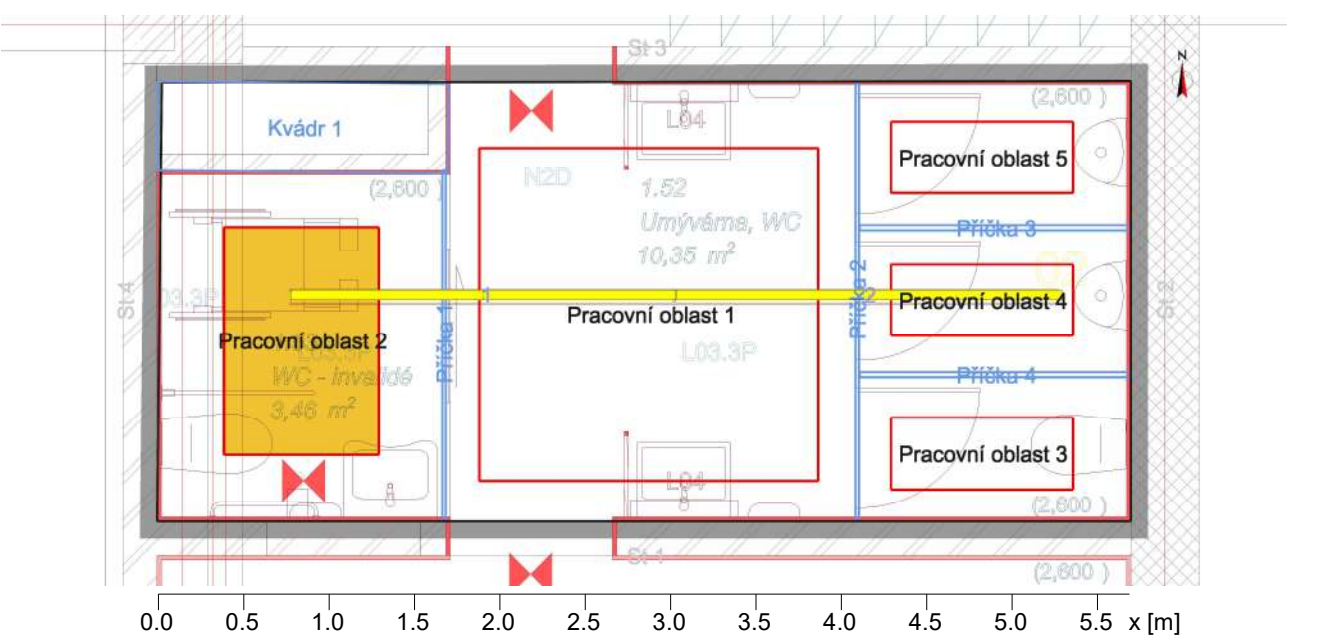 St 3
z
(2,600 )
Kvádr 1
L04
Pracovní oblast 5
(2,600 )
N2D
1.52
Umývárna, WC
10,35 m²
Příčka 3
St 4
03.3P
1
Příčka 2
2
Pracovní oblast 4
St 2
Pracovní oblast 1
Příčka 1
Pracovní oblast 2
L03.3P
L03.3P
WC - invalidé
3,46 m²
Příčka 4
Pracovní oblast 3
L04
(2,600 )
St 1
(2,600 )
0.0 0.5 1.0 1.5 2.0 2.5 3.0 3.5 4.0 4.5 5.0 5.5 x [m]